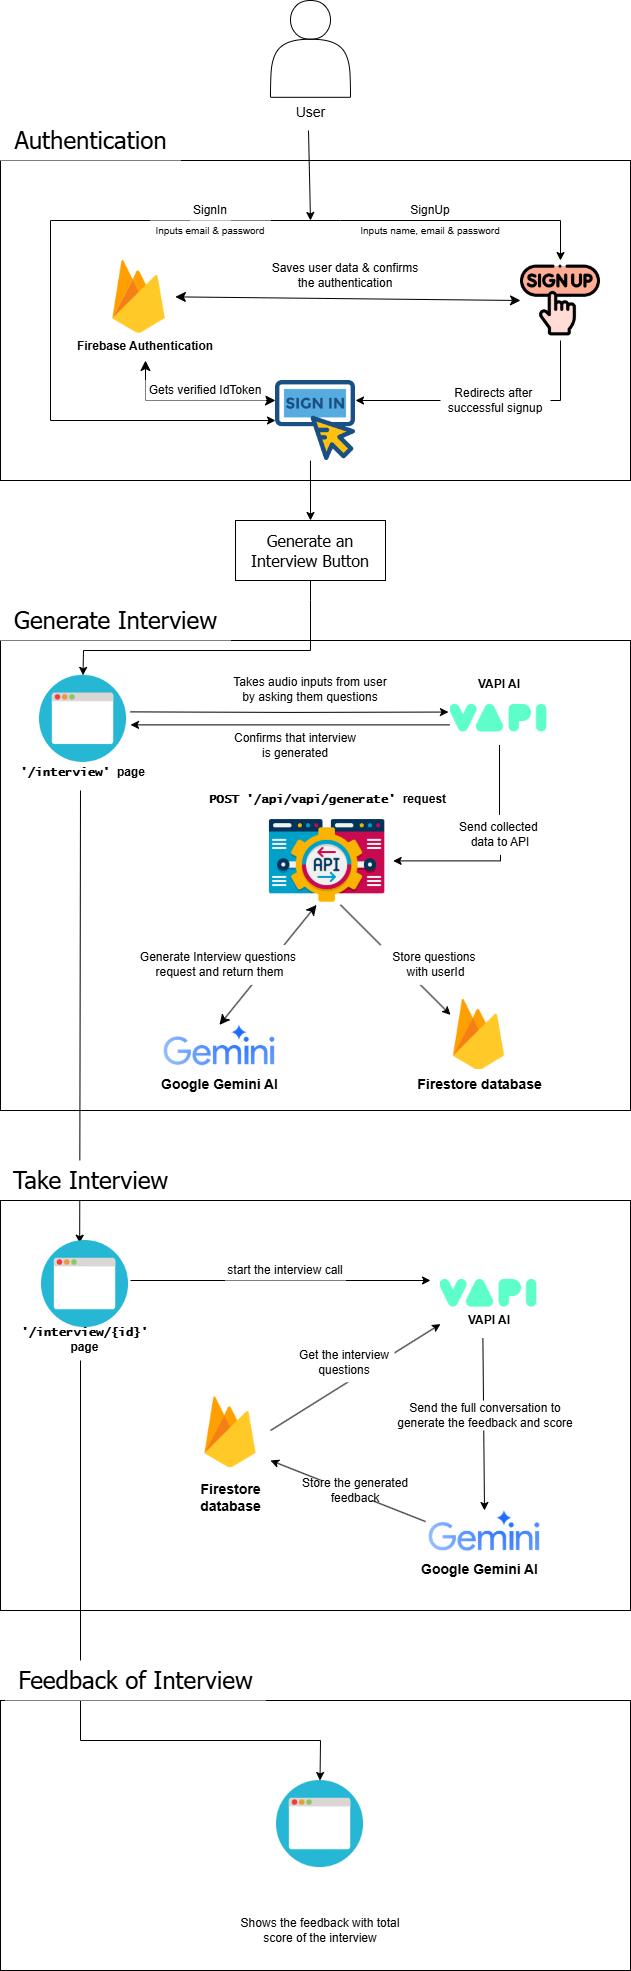 User
Authentication
SignIn
SignUp
Inputs email & password
Inputs name, email & password
Saves user data & confirms
the authentication
SIGN UP
Firebase Authentication
Gets verified IdToken
SIGN IN
Redirects after
successful signup
Generate an
Interview Button
Generate Interview
Takes audio inputs from user
by asking them questions
VAPI AI
VAPI
Confirms that interview
is generated
'/interview' page
POST '/api/vapi/generate' request
Send collected
data to API
API
Generate Interview questions
request and return them
Store questions
with userId
Gemini
Google Gemini AI
Firestore database
Take Interview
start the interview call
VAPI
VAPI AI
'/interview/{id}'
page
Get the interview
questions
Send the full conversation to
generate the feedback and score
Firestore
database
Store the generated
feedback
Gemini
Google Gemini AI
Feedback of Interview
Shows the feedback with total
score of the interview